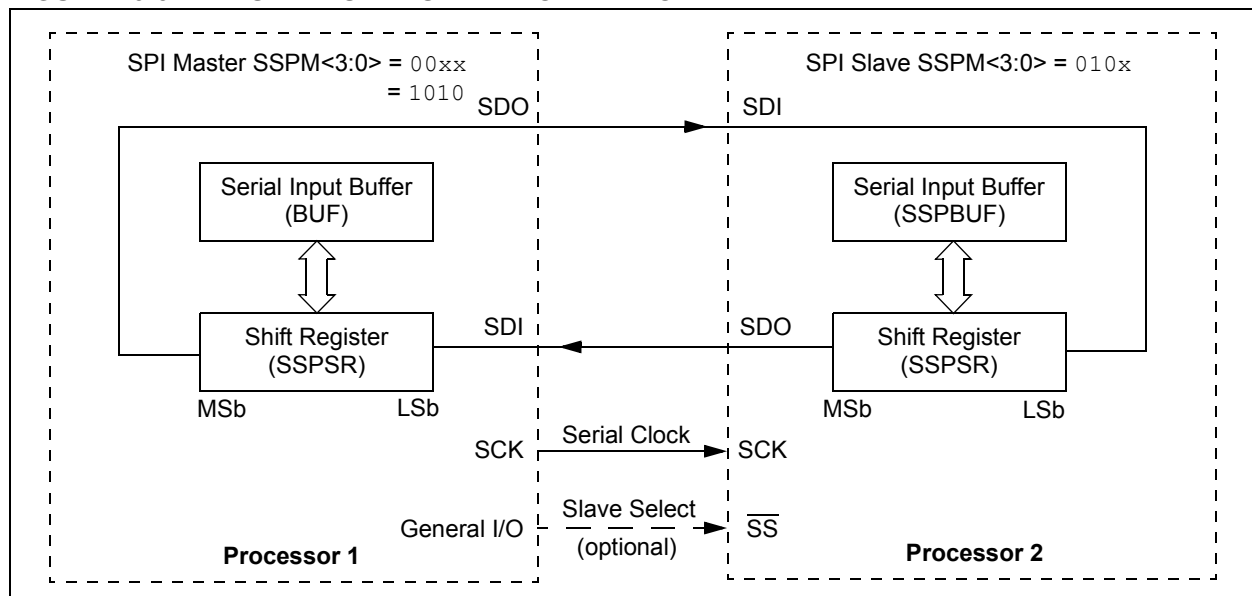 SPI Master SSPM<3:0> = 00xx
= 1010
SPI Slave SSPM<3:0> = 010x
SDO
SDI
Serial Input Buffer
(BUF)
Serial Input Buffer
(SSPBUF)
Shift Register
(SSPSR)
SDI
SDO
Shift Register
(SSPSR)
MSb
LSb
MSb
LSb
SCK
Serial Clock
SCK
General I/O
Slave Select
(optional)
S̅S̅
Processor 1
Processor 2